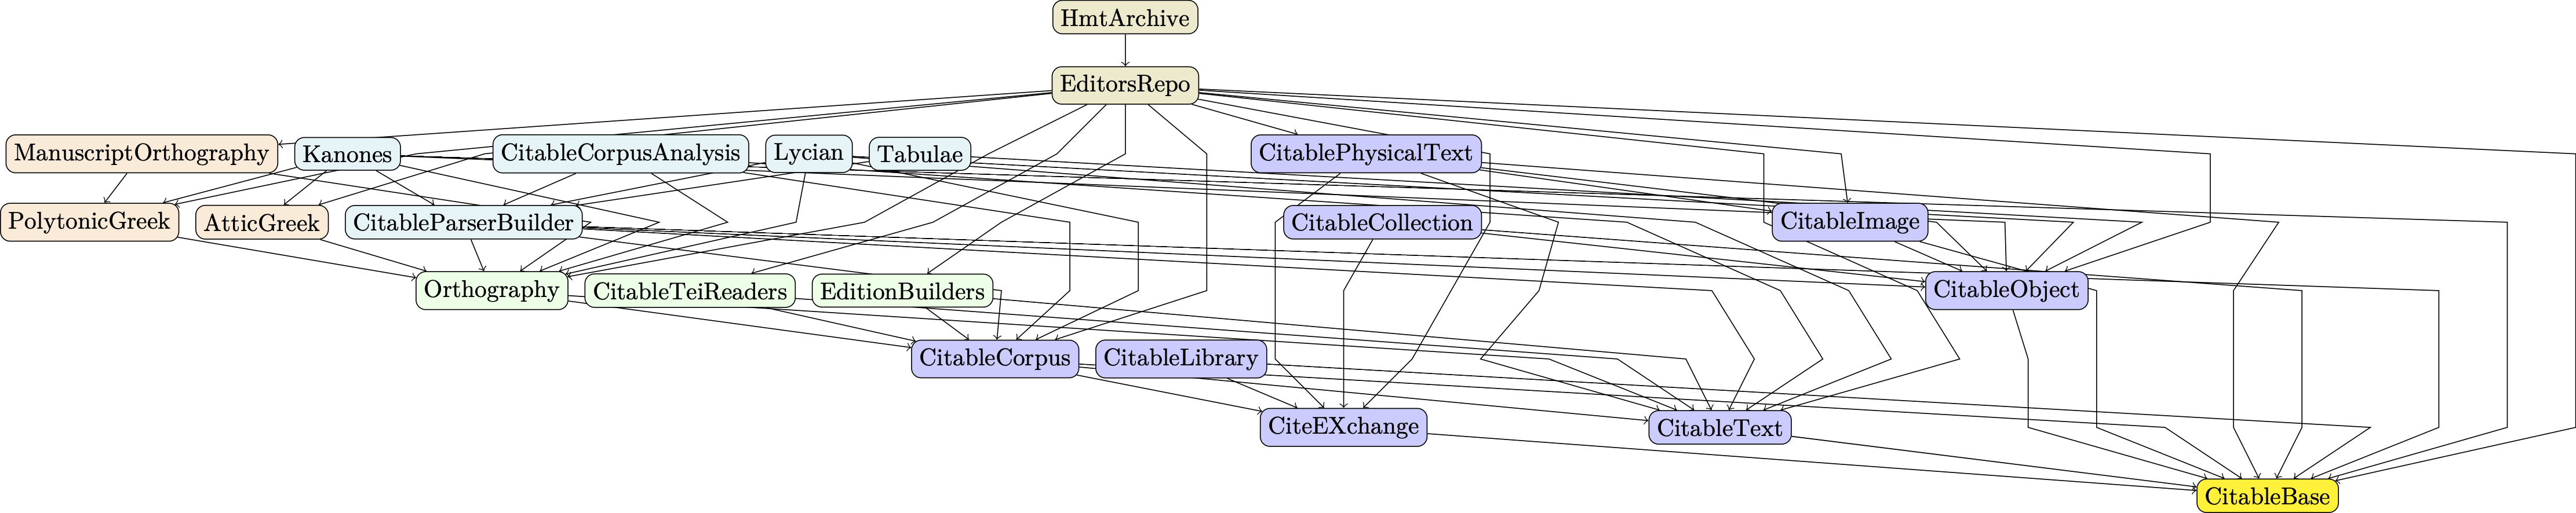 HmtArchive
EditorsRepo
ManuscriptOrthography
Kanones
CitableCorpusAnalysis
Lycian
Tabulae
CitablePhysicalText
PolytonicGreek
AtticGreek
CitableParserBuilder
CitableCollection
CitableImage
Orthography
CitableTeiReaders
EditionBuilders
CitableObject
CitableCorpus
CitableLibrary
CiteEXchange
CitableText
CitableBase